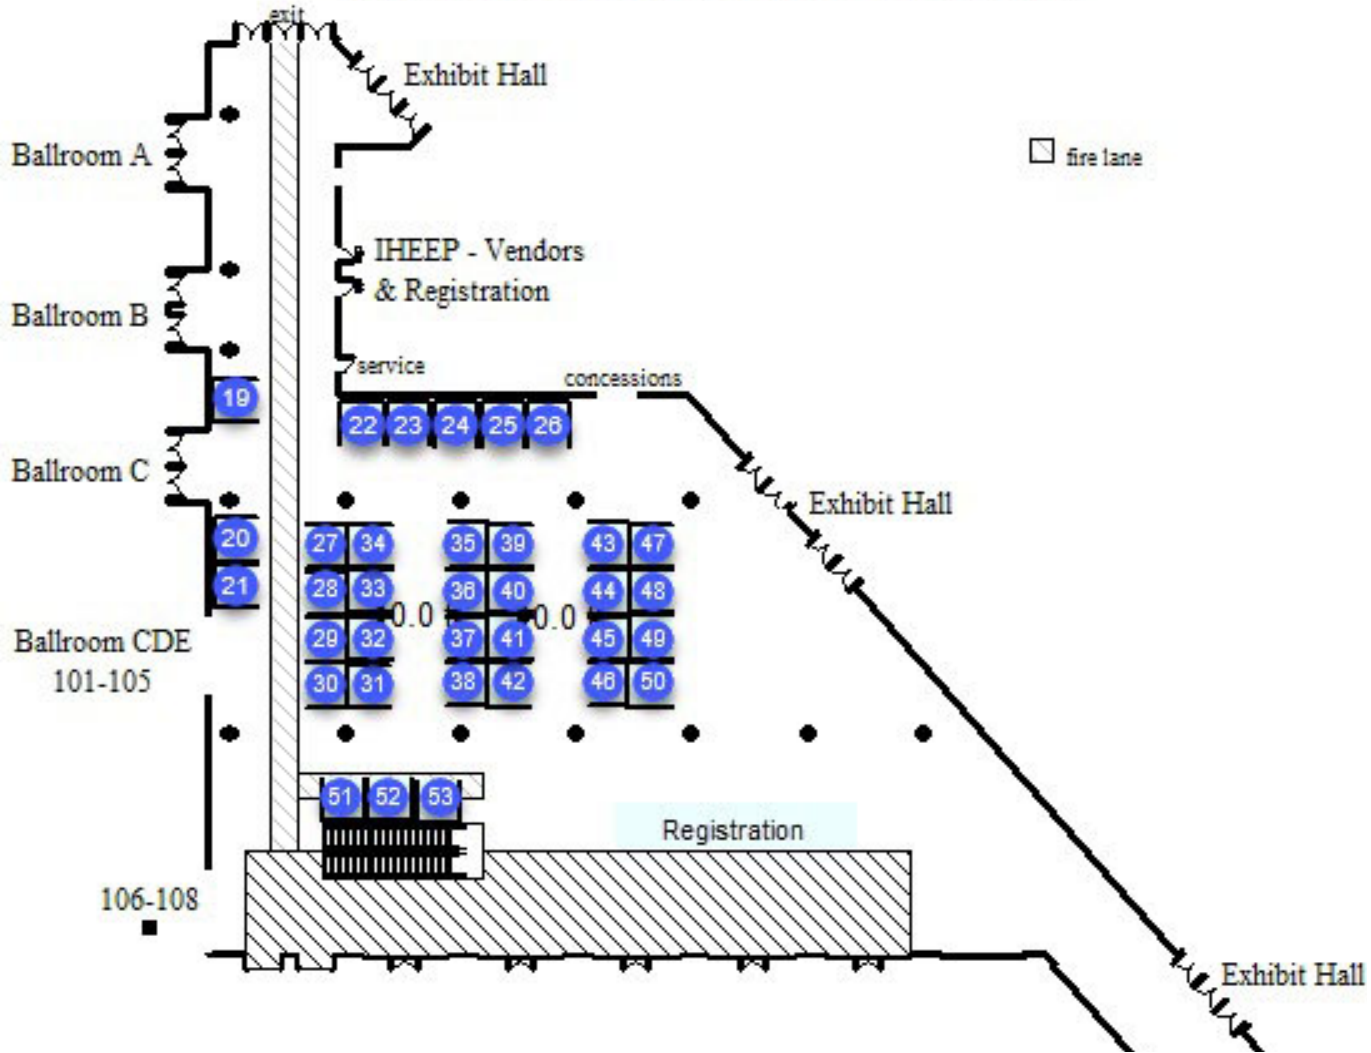 exit
Exhibit Hall
Ballroom A
fire lane
IHEEP - Vendors
& Registration
Ballroom B
service
concessions
19
22 23 24 25 26
Ballroom C
Exhibit Hall
20
21
27 34 35 39 43 47
28 33 36 40 44 48
0.0 0.0
29 32 37 41 45 49
30 31 38 42 46 50
Ballroom CDE
101-105
51 52 53
Registration
106-108
Exhibit Hall